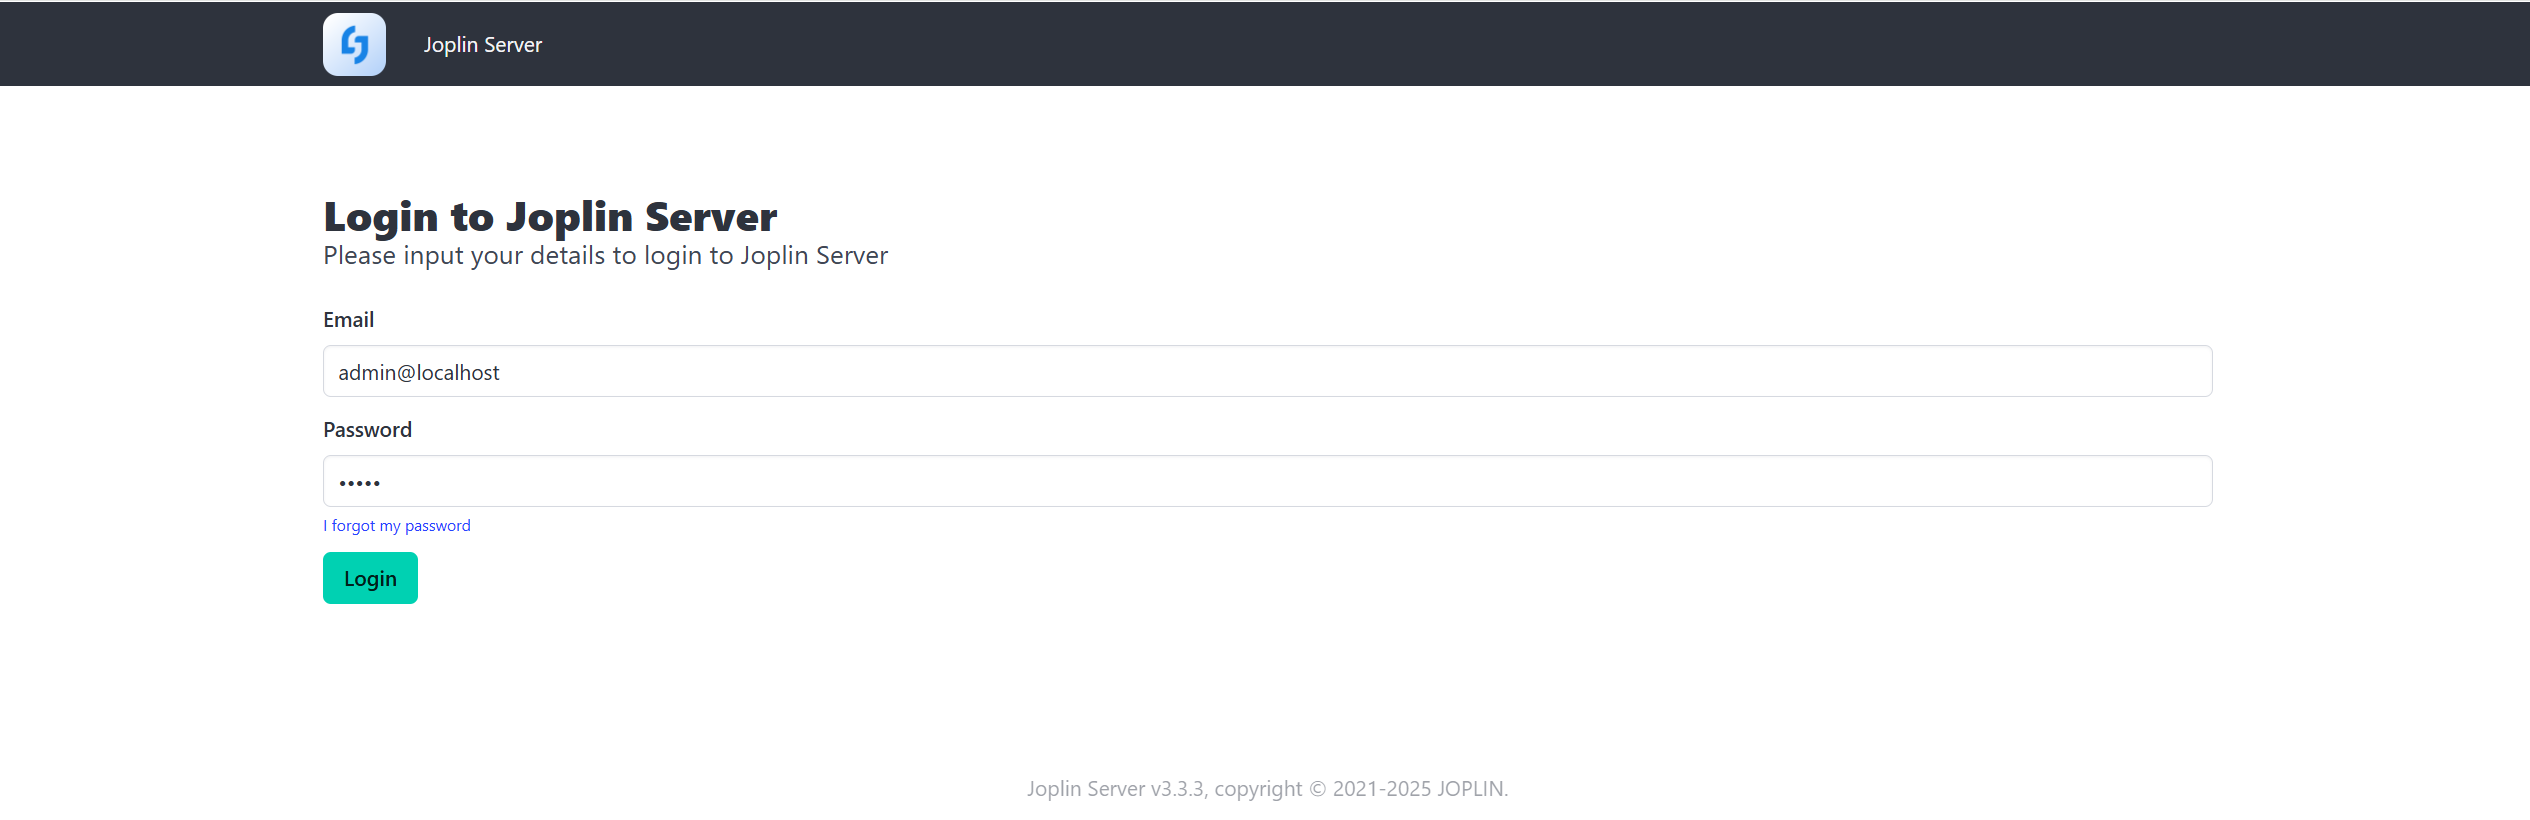 Joplin Server
Login to Joplin Server
Please input your details to login to Joplin Server
Email
admin@localhost
Password
•••••
I forgot my password
Login
Joplin Server v3.3.3, copyright © 2021-2025 JOPLIN.